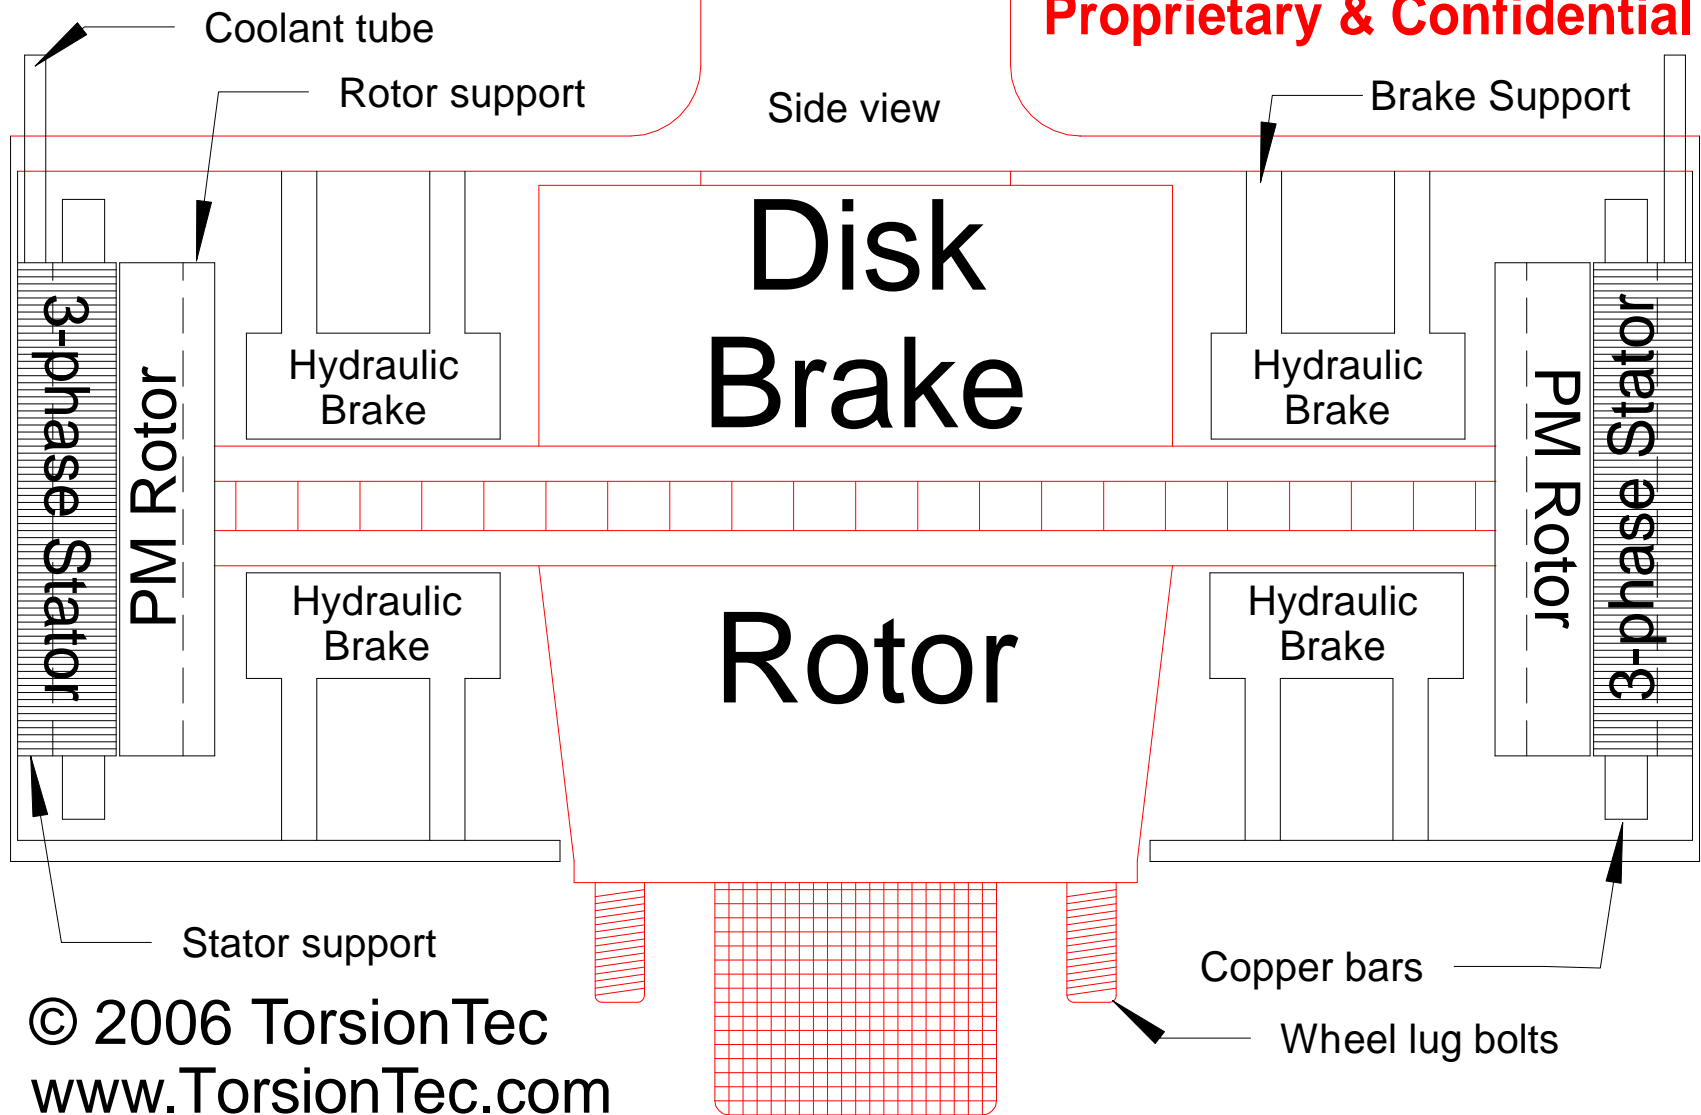 Proprietary & Confidential
Coolant tube
Rotor support
Side view
Brake Support
Disk
Brake
Rotor
Hydraulic
Brake
Hydraulic
Brake
Hydraulic
Brake
Hydraulic
Brake
3-phase Stator
PM Rotor
PM Rotor
3-phase Stator
Stator support
Copper bars
Wheel lug bolts
© 2006 TorsionTec
www.TorsionTec.com